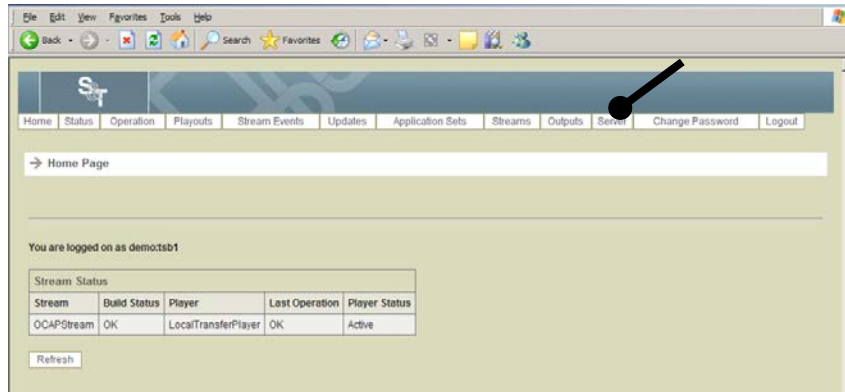 File Edit View Favorites Tools Help
Back Search Favorites
S&T
Home Status Operation Playouts Stream Events Updates Application Sets Streams Outputs Server Change Password Logout
Home Page
You are logged on as demo:tsb1
Stream Status
Stream Build Status Player Last Operation Player Status
OCAPStream OK LocalTransferPlayer OK Active
Refresh